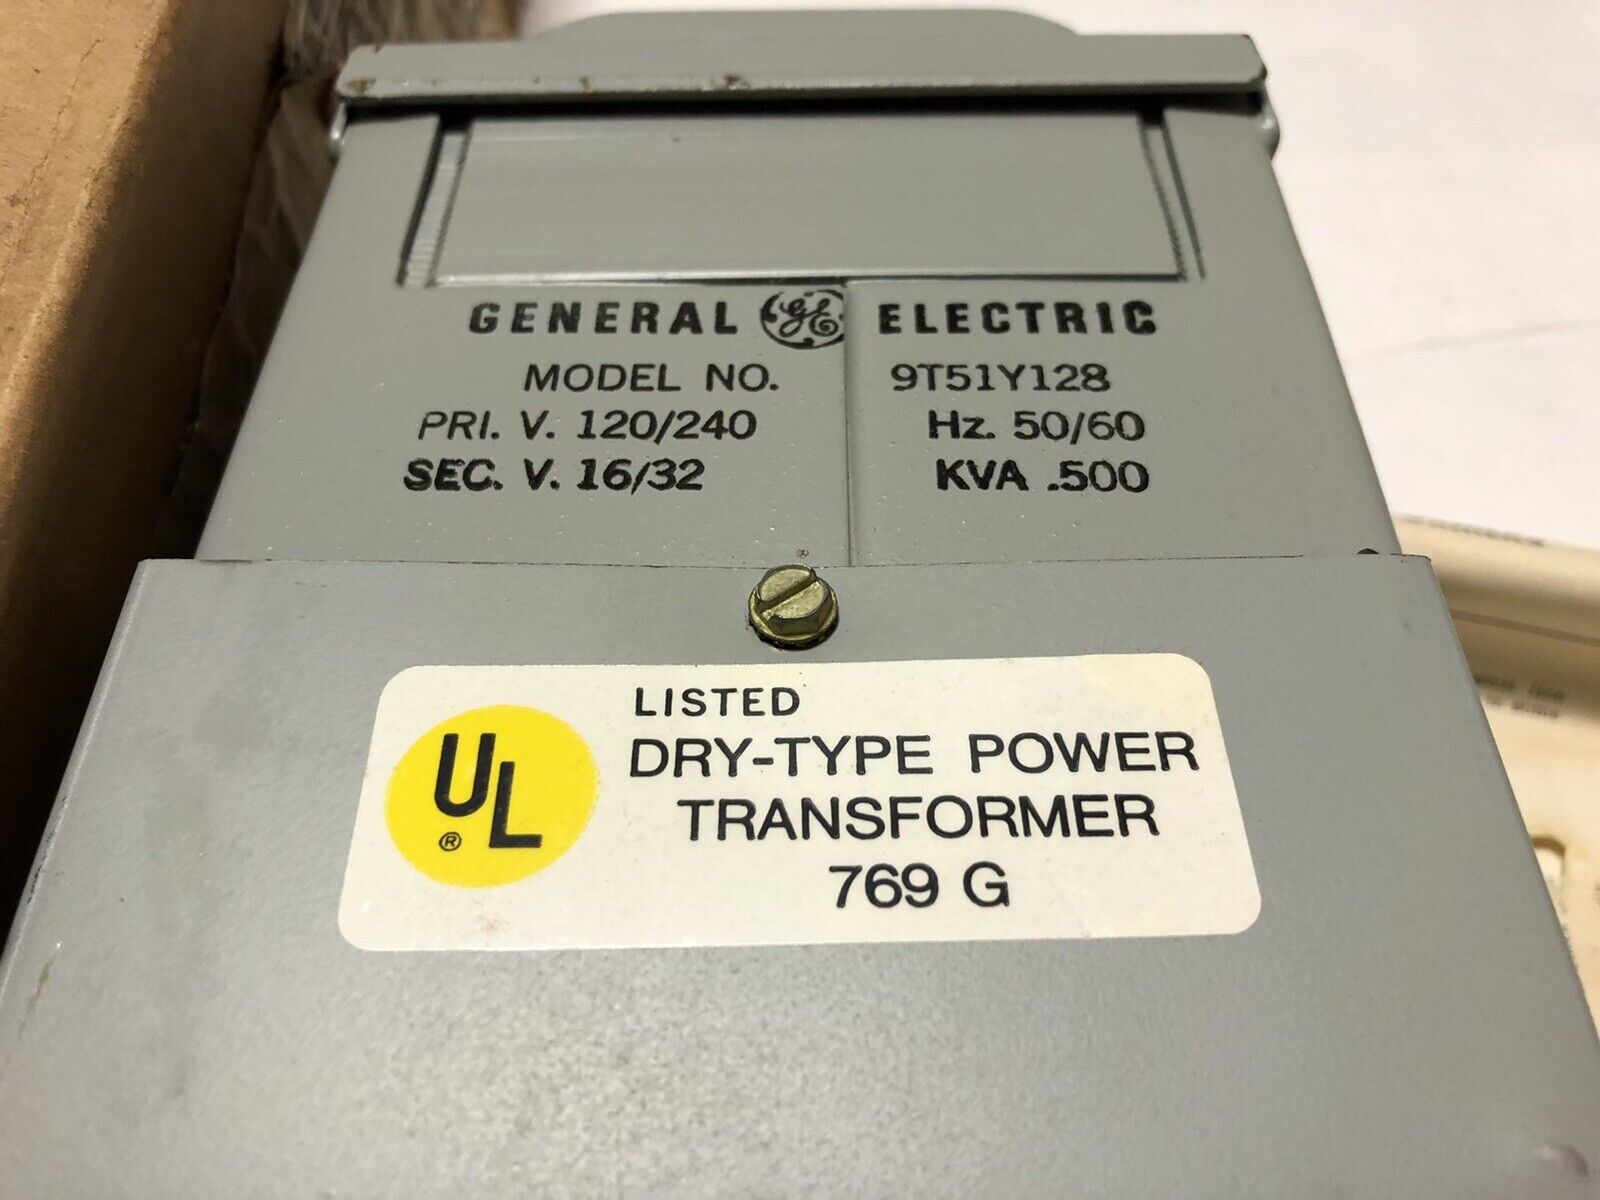 GENERAL GE ELECTRIC
MODEL NO. 9T51Y128
PRI. V. 120/240 Hz. 50/60
SEC. V. 16/32 KVA .500
LISTED
UL ®
DRY-TYPE POWER
TRANSFORMER
769 G